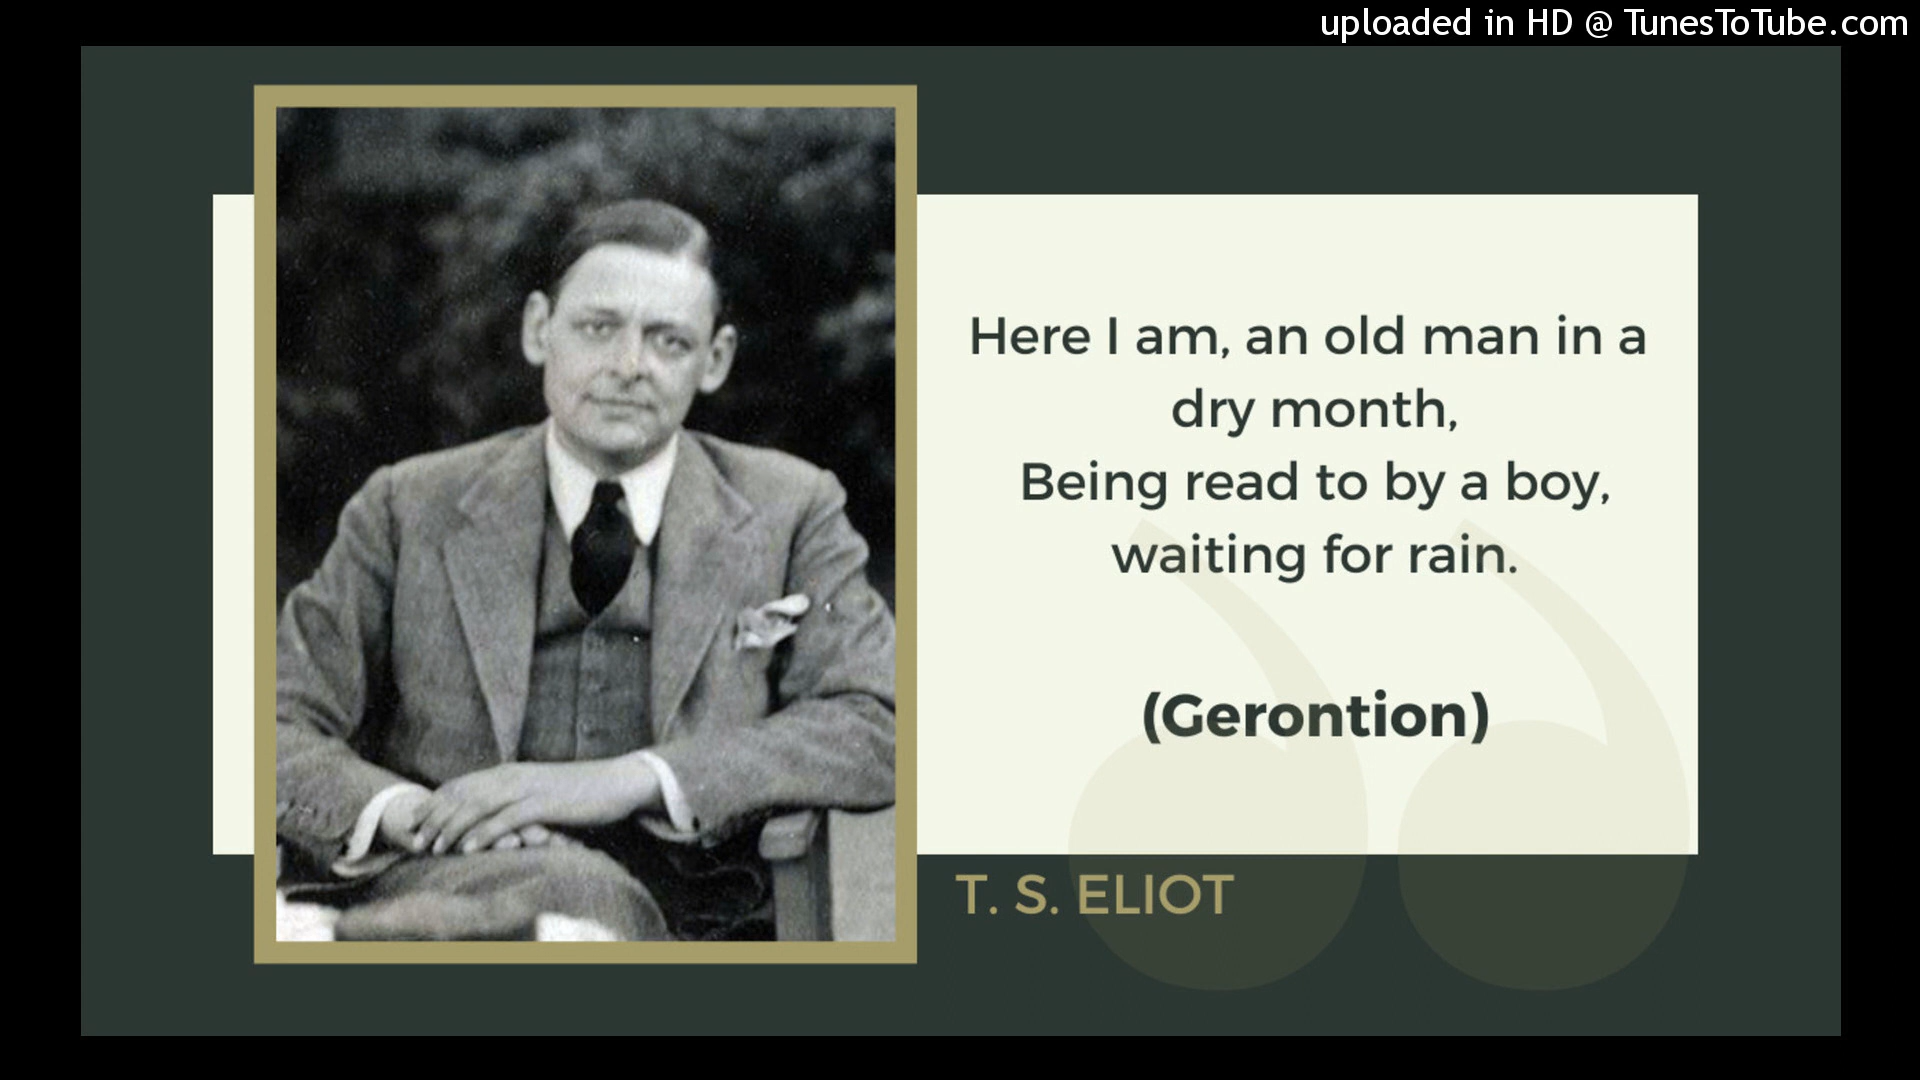 uploaded in HD @ TunesToTube.com
Here I am, an old man in a
dry month,
Being read to by a boy,
waiting for rain.
(Gerontion)
T. S. ELIOT